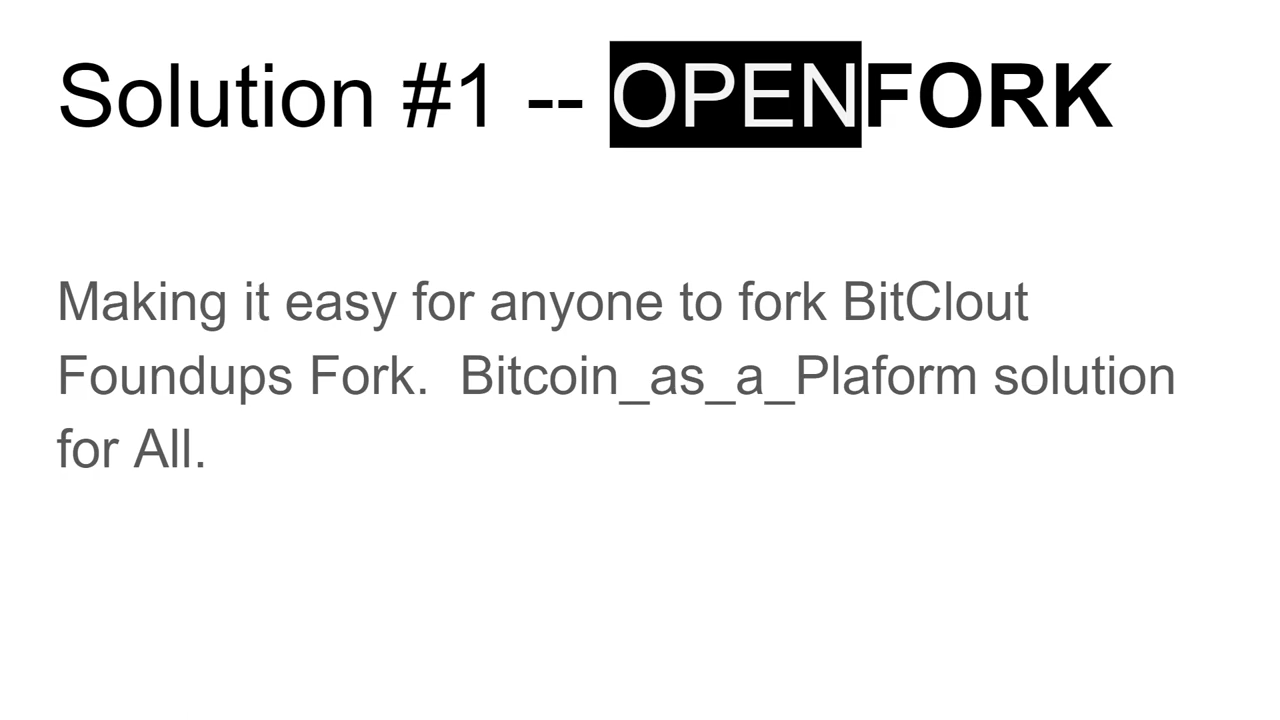 Solution #1 -- OPENFORK
Making it easy for anyone to fork BitClout
Foundups Fork.  Bitcoin_as_a_Plaform solution
for All.